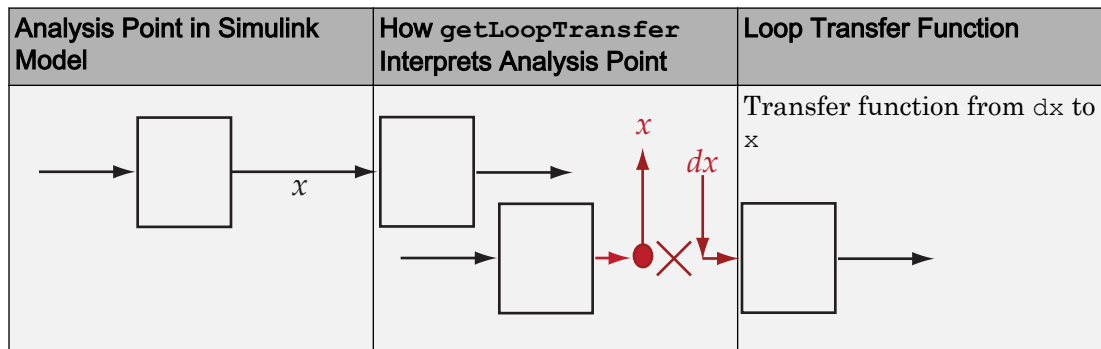 Analysis Point in Simulink
Model
How getLoopTransfer
Interprets Analysis Point
Loop Transfer Function
x
x
dx
Transfer function from dx to
x